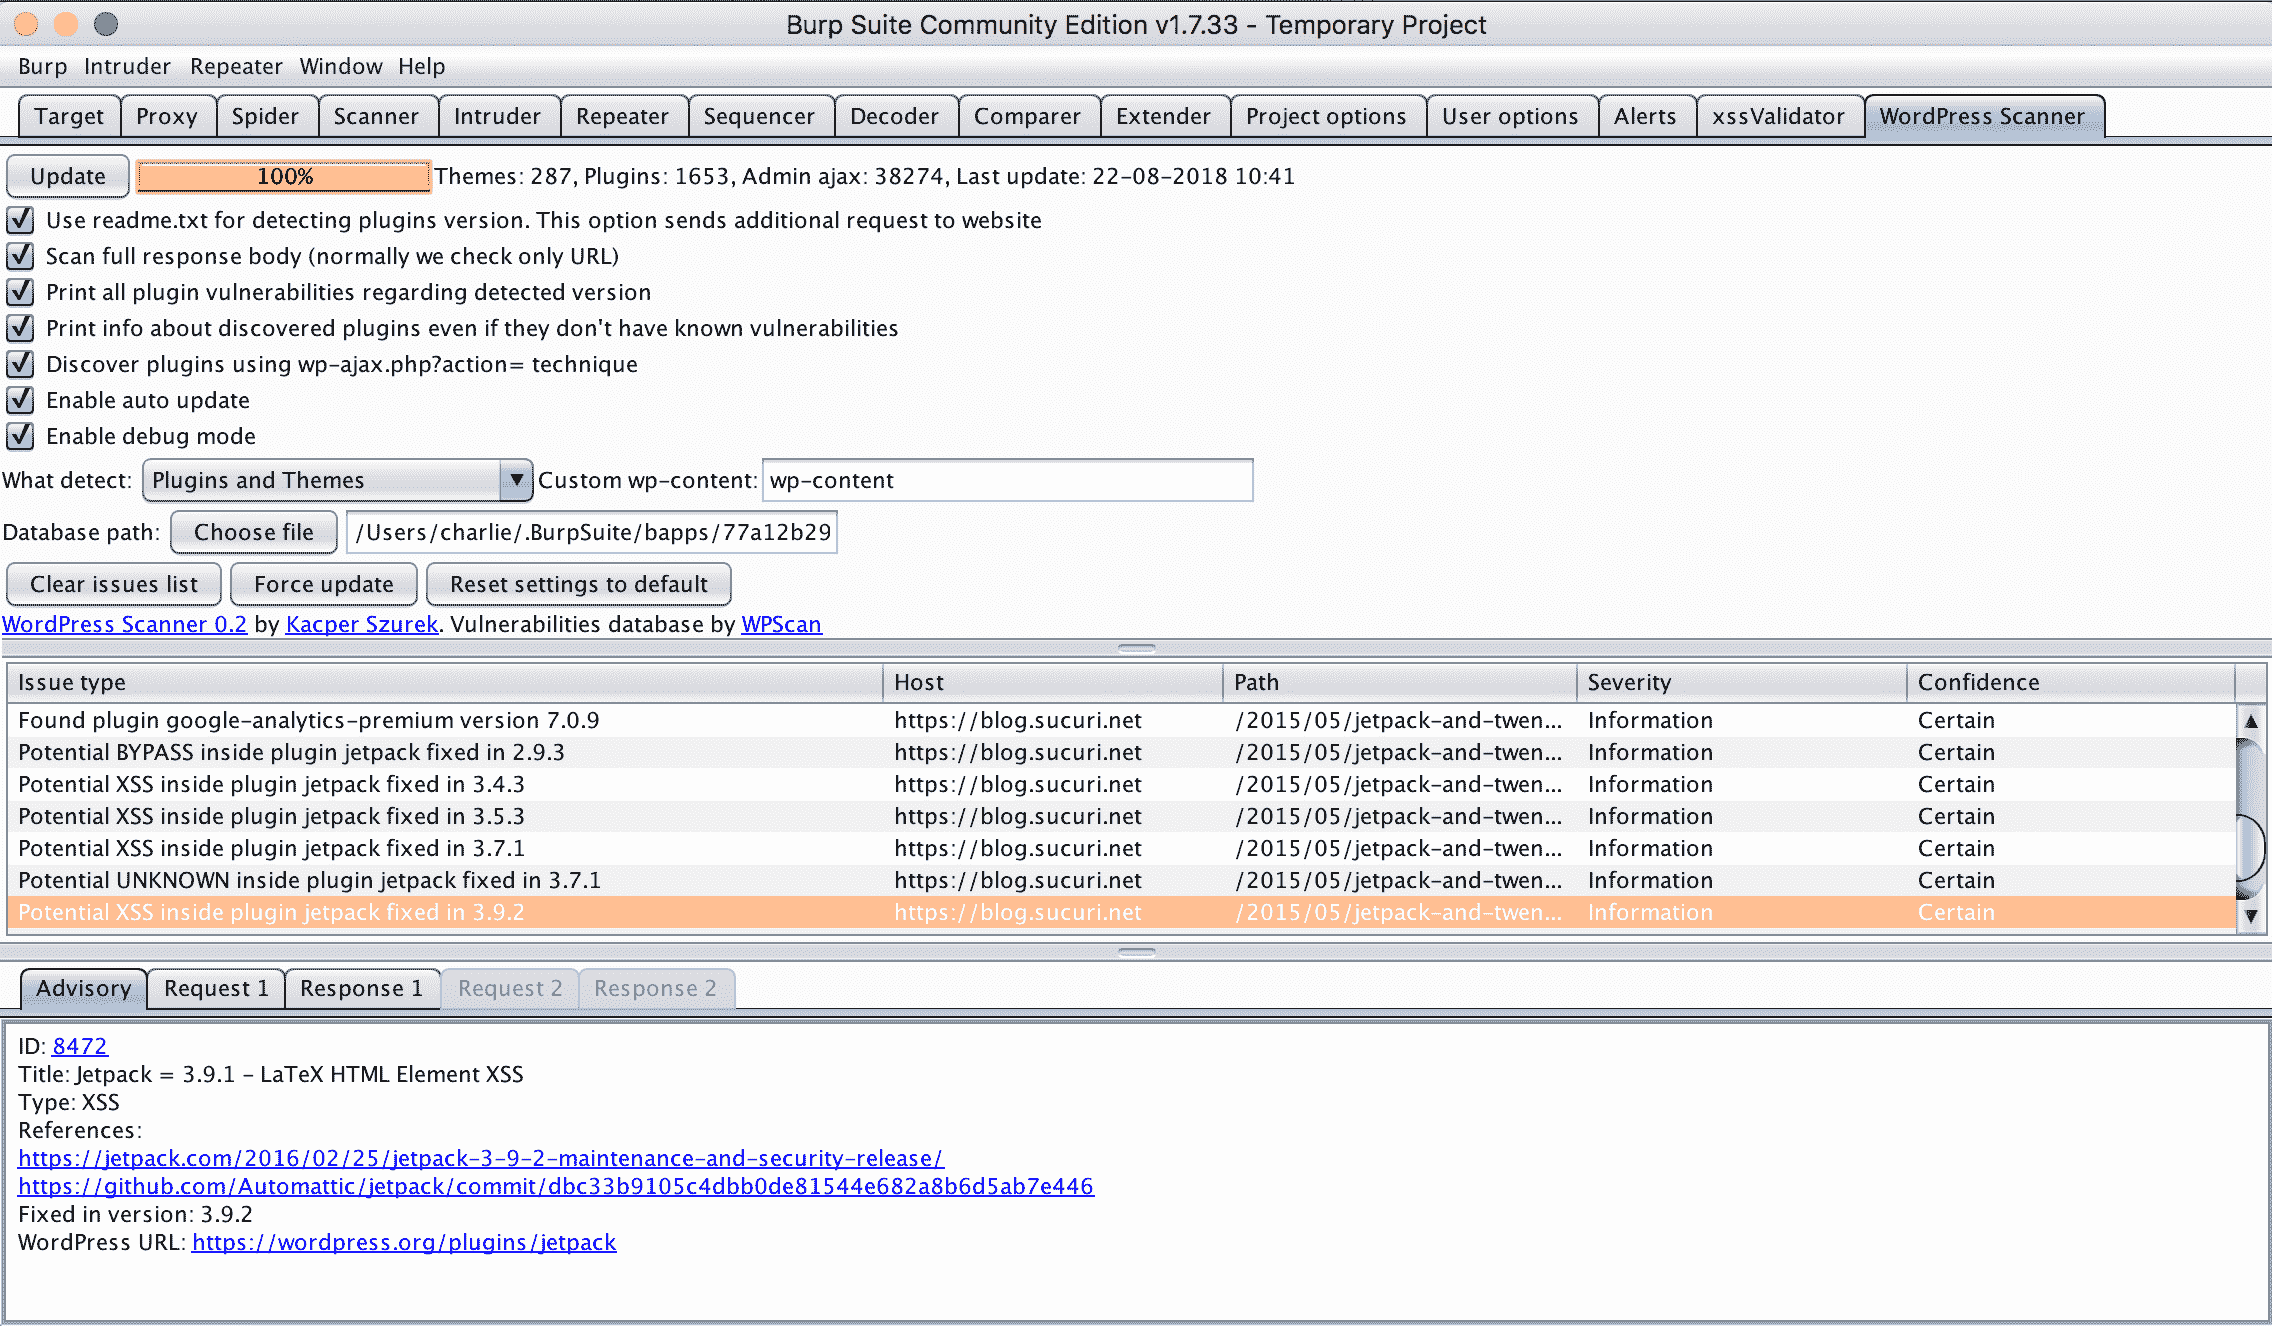 Burp Suite Community Edition v1.7.33 - Temporary Project
Burp Intruder Repeater Window Help
Target Proxy Spider Scanner Intruder Repeater Sequencer Decoder Comparer Extender Project options User options Alerts xssValidator WordPress Scanner
Update 100% Themes: 287, Plugins: 1653, Admin ajax: 38274, Last update: 22-08-2018 10:41
Use readme.txt for detecting plugins version. This option sends additional request to website
Scan full response body (normally we check only URL)
Print all plugin vulnerabilities regarding detected version
Print info about discovered plugins even if they don't have known vulnerabilities
Discover plugins using wp-ajax.php?action= technique
Enable auto update
Enable debug mode
What detect: Plugins and Themes Custom wp-content: wp-content
Database path: Choose file /Users/charlie/.BurpSuite/bapps/77a12b29
Clear issues list Force update Reset settings to default
WordPress Scanner 0.2 by Kacper Szurek. Vulnerabilities database by WPScan
Issue type Host Path Severity Confidence
Found plugin google-analytics-premium version 7.0.9 https://blog.sucuri.net /2015/05/jetpack-and-twen... Information Certain
Potential BYPASS inside plugin jetpack fixed in 2.9.3 https://blog.sucuri.net /2015/05/jetpack-and-twen... Information Certain
Potential XSS inside plugin jetpack fixed in 3.4.3 https://blog.sucuri.net /2015/05/jetpack-and-twen... Information Certain
Potential XSS inside plugin jetpack fixed in 3.5.3 https://blog.sucuri.net /2015/05/jetpack-and-twen... Information Certain
Potential XSS inside plugin jetpack fixed in 3.7.1 https://blog.sucuri.net /2015/05/jetpack-and-twen... Information Certain
Potential UNKNOWN inside plugin jetpack fixed in 3.7.1 https://blog.sucuri.net /2015/05/jetpack-and-twen... Information Certain
Potential XSS inside plugin jetpack fixed in 3.9.2 https://blog.sucuri.net /2015/05/jetpack-and-twen... Information Certain
Advisory Request 1 Response 1 Request 2 Response 2
ID: 8472
Title: Jetpack = 3.9.1 - LaTeX HTML Element XSS
Type: XSS
References:
https://jetpack.com/2016/02/25/jetpack-3-9-2-maintenance-and-security-release/
https://github.com/Automattic/jetpack/commit/dbc33b9105c4dbb0de81544e682a8b6d5ab7e446
Fixed in version: 3.9.2
WordPress URL: https://wordpress.org/plugins/jetpack